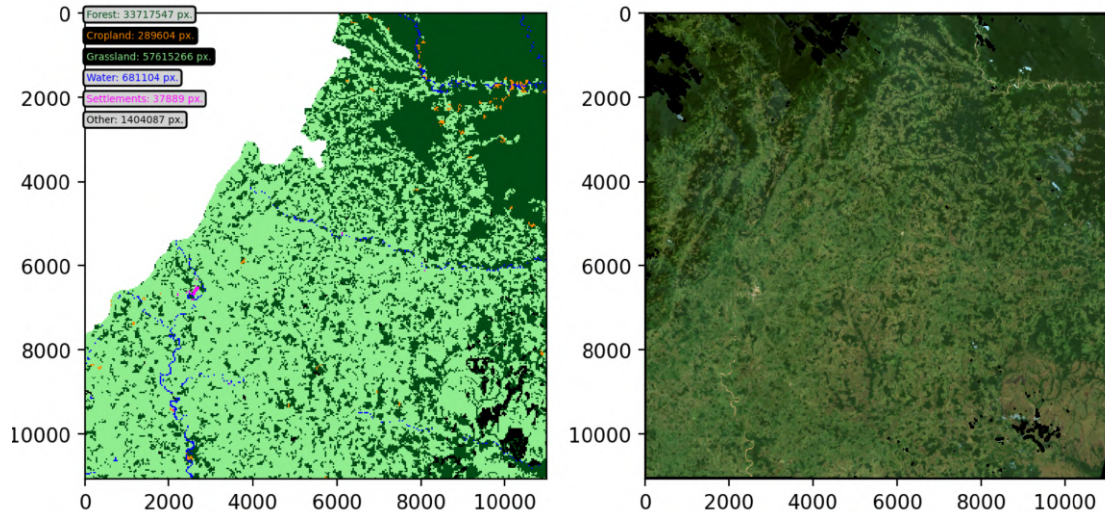 Forest: 33717547 px.
Cropland: 289604 px.
Grassland: 57615266 px.
Water: 681104 px.
Settlements: 37889 px.
Other: 1404087 px.
0
2000
4000
6000
8000
10000
0 2000 4000 6000 8000 10000
0
2000
4000
6000
8000
10000
0 2000 4000 6000 8000 10000